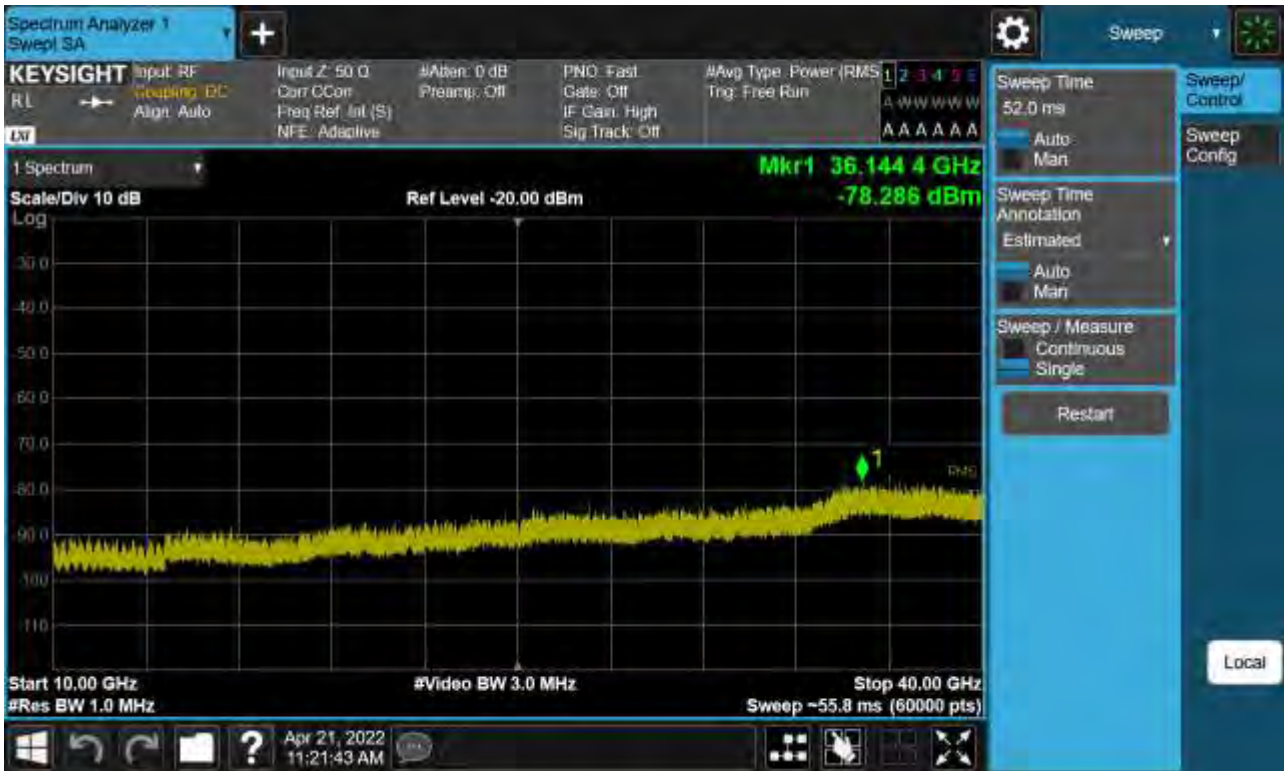 Spectrum Analyzer 1
Swept SA
+
Sweep
KEYSIGHT
RL
LXI
Input: RF
Coupling: DC
Align: Auto
Input Z: 50 Ω
Corr CCorr
Freq Ref: Int (S)
NFE: Adaptive
#Atten: 0 dB
Preamp: Off
PNO: Fast
Gate: Off
IF Gain: High
Sig Track: Off
#Avg Type: Power (RMS
Trig: Free Run
1 2 3 4 5 6
A W W W W W
A A A A A A
1 Spectrum
Scale/Div 10 dB
Log
Ref Level -20.00 dBm
Mkr1 36.144 4 GHz
-78.286 dBm
-30.0
-40.0
-50.0
-60.0
-70.0
-80.0
-90.0
-100
-110
1
RMS
Start 10.00 GHz
#Res BW 1.0 MHz
#Video BW 3.0 MHz
Stop 40.00 GHz
Sweep ~55.8 ms (60000 pts)
Sweep Time
52.0 ms
Auto
Man
Sweep Time
Annotation
Estimated
Auto
Man
Sweep / Measure
Continuous
Single
Restart
Sweep/
Control
Sweep
Config
Local
?
Apr 21, 2022
11:21:43 AM